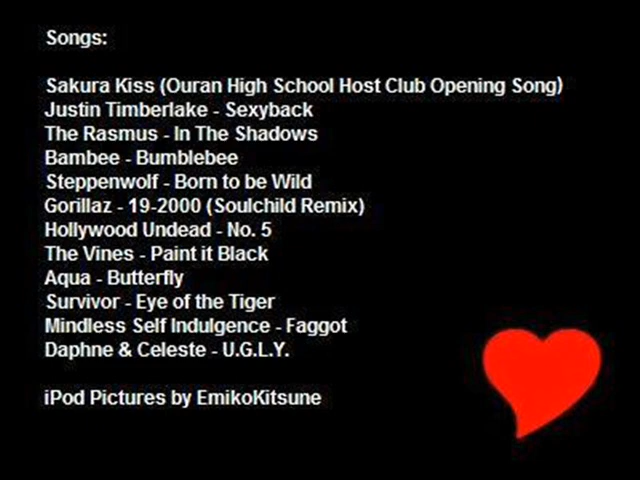 Songs:
Sakura Kiss (Ouran High School Host Club Opening Song)
Justin Timberlake - Sexyback
The Rasmus - In The Shadows
Bambee - Bumblebee
Steppenwolf - Born to be Wild
Gorillaz - 19-2000 (Soulchild Remix)
Hollywood Undead - No. 5
The Vines - Paint it Black
Aqua - Butterfly
Survivor - Eye of the Tiger
Mindless Self Indulgence - Faggot
Daphne & Celeste - U.G.L.Y.
iPod Pictures by EmikoKitsune